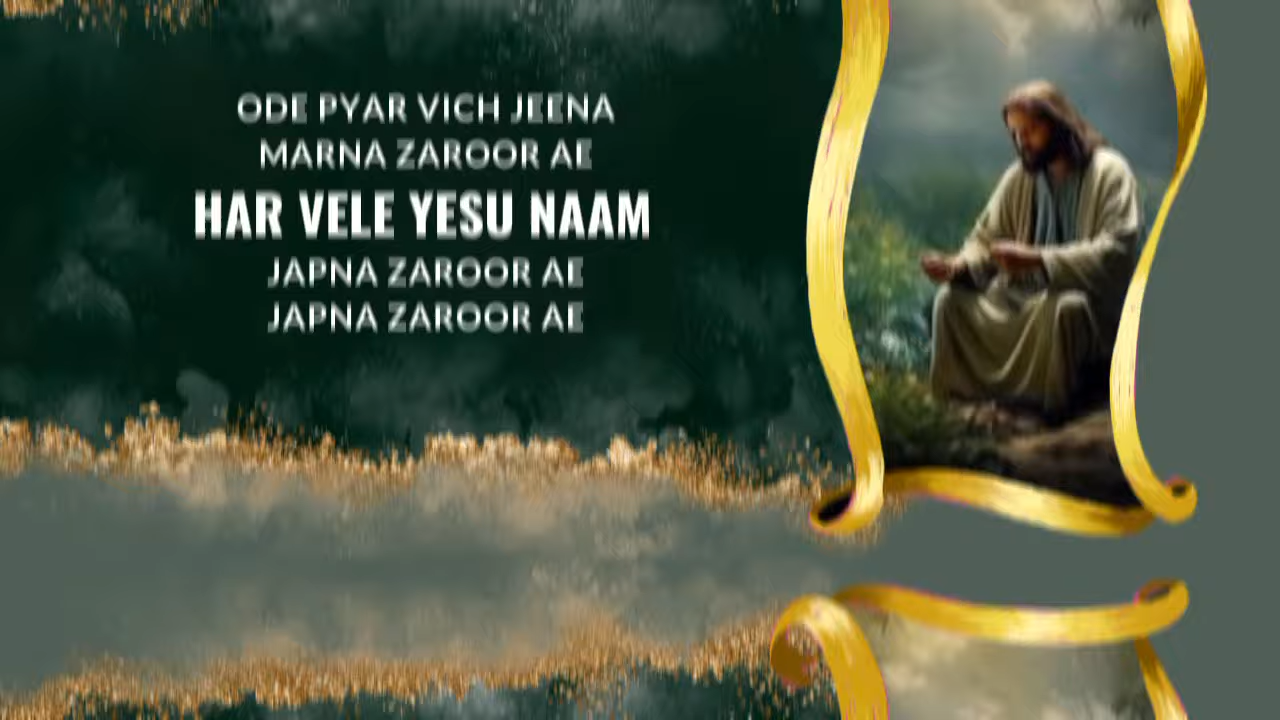 ODE PYAR VICH JEENA
MARNA ZAROOR AE
HAR VELE YESU NAAM
JAPNA ZAROOR AE
JAPNA ZAROOR AE